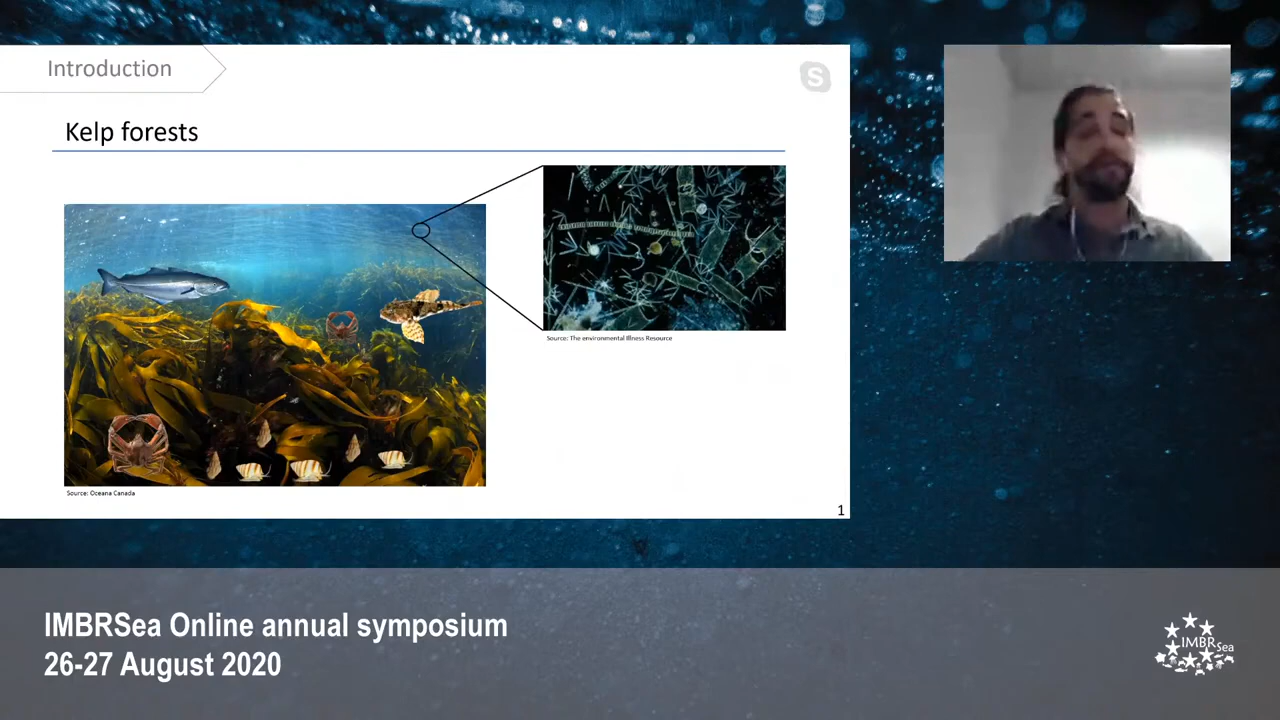 Introduction
S
Kelp forests
Source: The environmental Illness Resource
Source: Oceana Canada
1
IMBRSea Online annual symposium
26-27 August 2020
IMBRSea